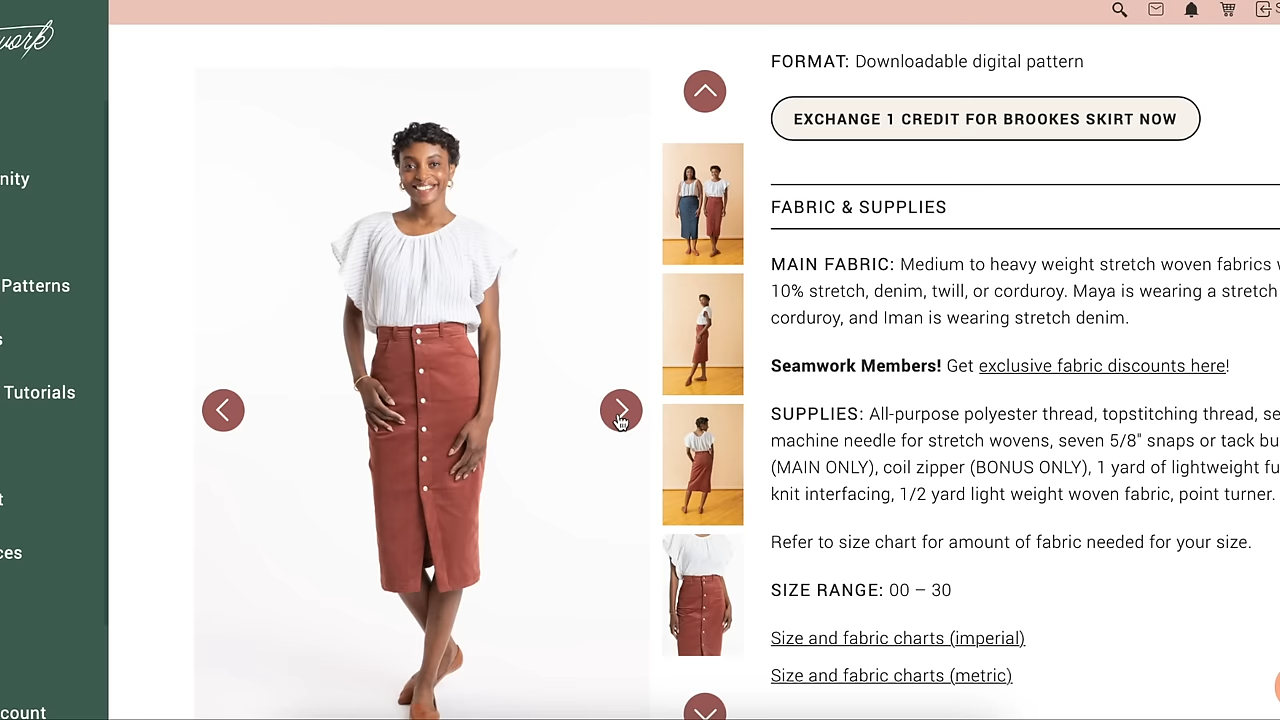 work
nity
Patterns
s
Tutorials
t
ces
count
S
FORMAT: Downloadable digital pattern
EXCHANGE 1 CREDIT FOR BROOKES SKIRT NOW
FABRIC & SUPPLIES
MAIN FABRIC: Medium to heavy weight stretch woven fabrics w
10% stretch, denim, twill, or corduroy. Maya is wearing a stretch
corduroy, and Iman is wearing stretch denim.
Seamwork Members! Get exclusive fabric discounts here!
SUPPLIES: All-purpose polyester thread, topstitching thread, se
machine needle for stretch wovens, seven 5/8" snaps or tack bu
(MAIN ONLY), coil zipper (BONUS ONLY), 1 yard of lightweight fu
knit interfacing, 1/2 yard light weight woven fabric, point turner.
Refer to size chart for amount of fabric needed for your size.
SIZE RANGE: 00 – 30
Size and fabric charts (imperial)
Size and fabric charts (metric)